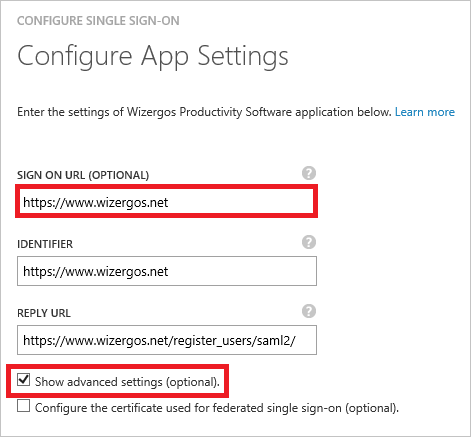 CONFIGURE SINGLE SIGN-ON
Configure App Settings
Enter the settings of Wizergos Productivity Software application below. Learn more
SIGN ON URL (OPTIONAL) ?
https://www.wizergos.net
IDENTIFIER ?
https://www.wizergos.net
REPLY URL ?
https://www.wizergos.net/register_users/saml2/
Show advanced settings (optional).
Configure the certificate used for federated single sign-on (optional).